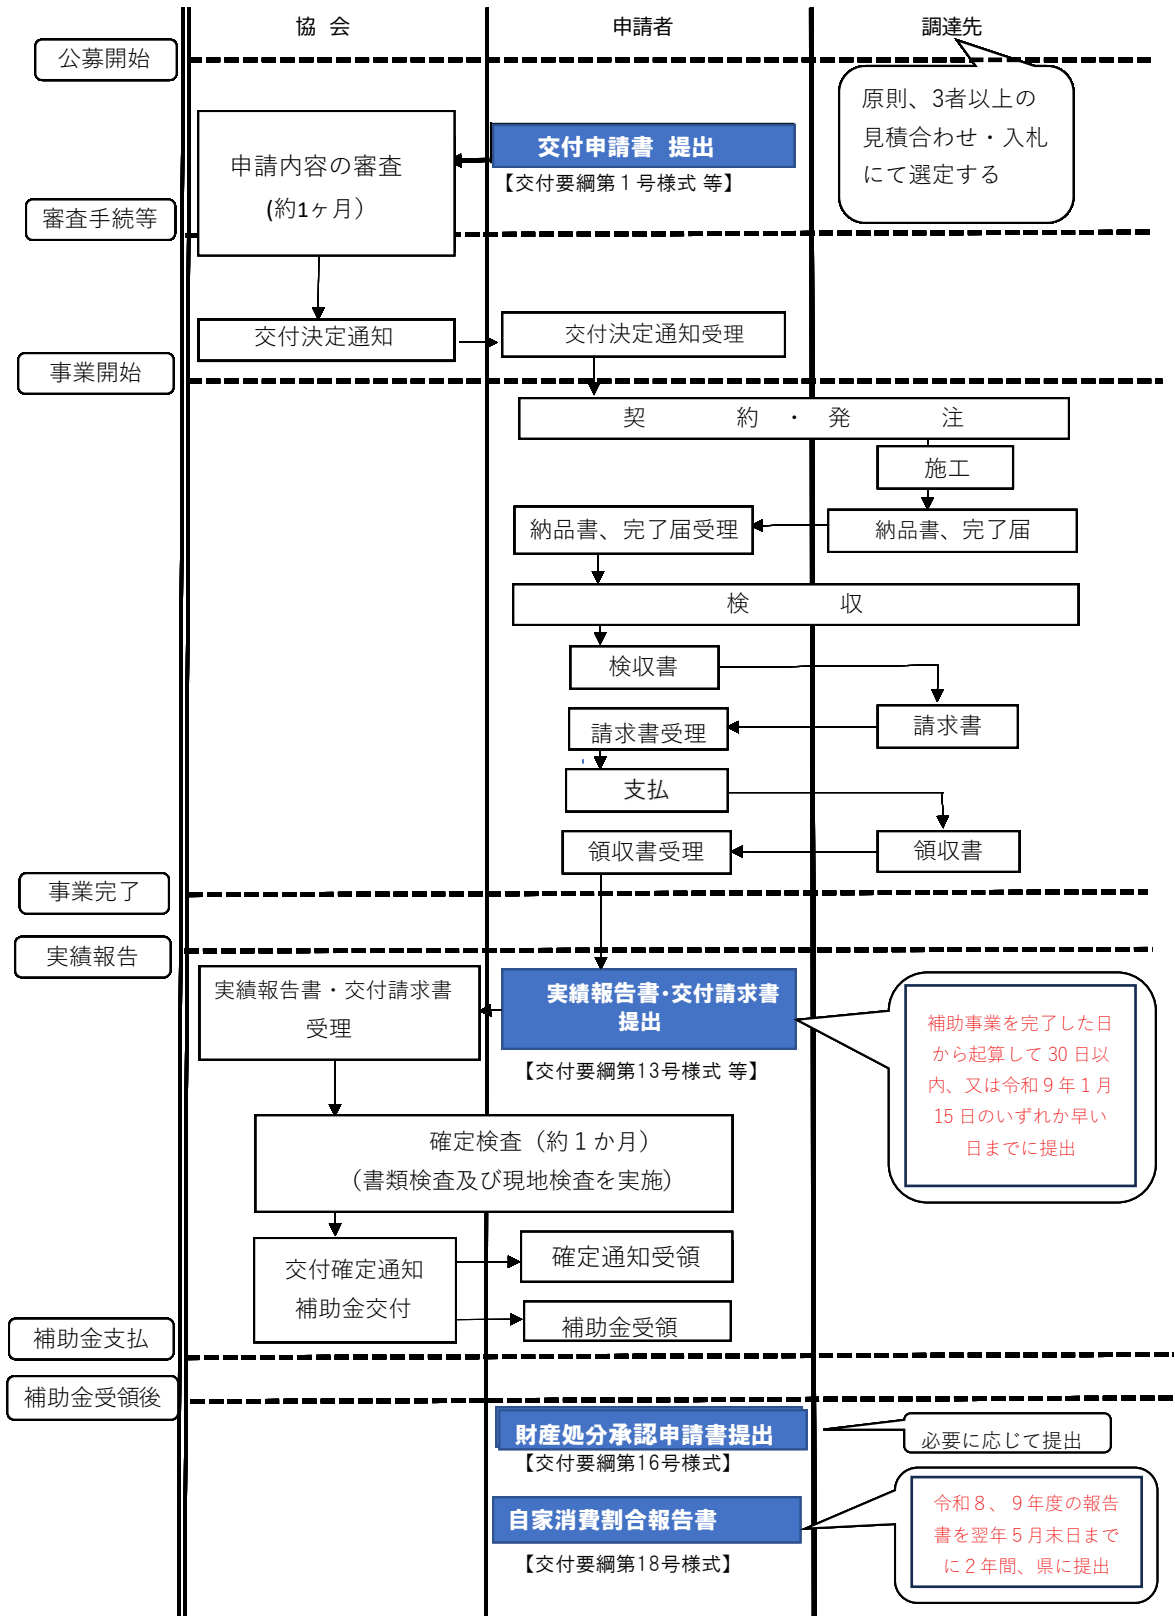 協 会
申請者
調達先
公募開始
原則、3者以上の
見積合わせ・入札
にて選定する
交付申請書 提出
【交付要綱第１号様式 等】
申請内容の審査
(約1ヶ月）
審査手続等
交付決定通知
交付決定通知受理
事業開始
契 約 ・ 発 注
施工
納品書、完了届受理
納品書、完了届
検 収
検収書
請求書受理
請求書
支払
領収書受理
領収書
事業完了
実績報告
実績報告書・交付請求書
受理
実績報告書･交付請求書
提出
【交付要綱第13号様式 等】
補助事業を完了した日
から起算して 30 日以
内、又は令和 9 年 1 月
15 日のいずれか早い
日までに提出
確定検査（約１か月）
（書類検査及び現地検査を実施)
交付確定通知
補助金交付
確定通知受領
補助金受領
補助金支払
補助金受領後
財産処分承認申請書提出
【交付要綱第16号様式】
必要に応じて提出
自家消費割合報告書
【交付要綱第18号様式】
令和８、９年度の報告
書を翌年５月末日まで
に２年間、県に提出